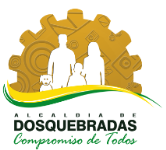 ALCALDIA DE
DOSQUEBRADAS
Compromiso de Todos